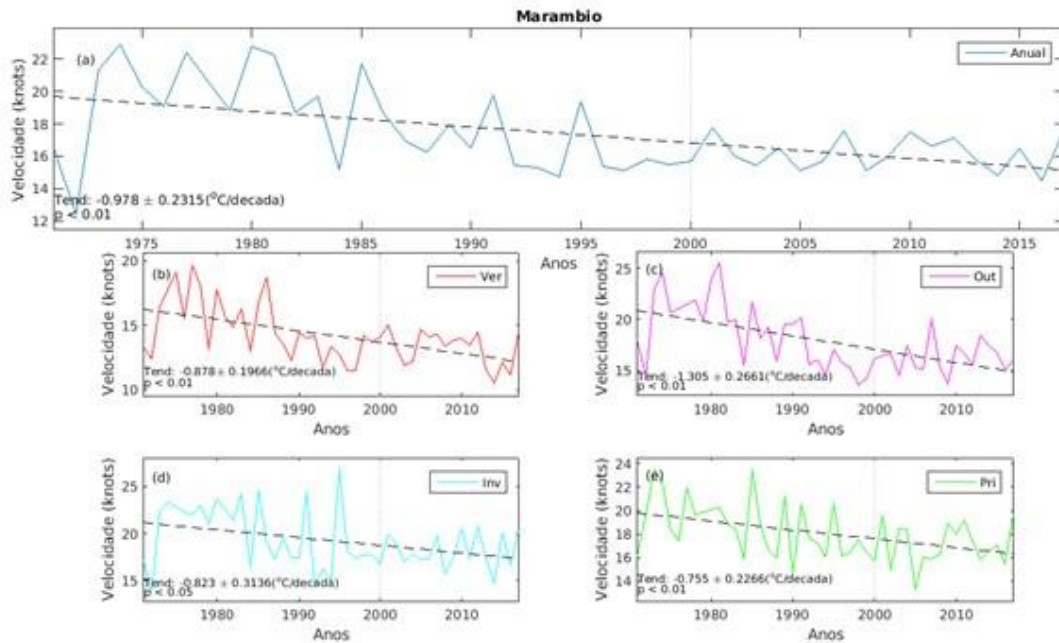 Marambio
(a)
Anual
Velocidade (knots)
22
20
18
16
14
12
Tend: -0.978 ± 0.2315(°C/decada)
p < 0.01
1975 1980 1985 1990 1995 2000 2005 2010 2015
Anos
(b)
Ver
Velocidade (knots)
20
15
10
Tend: -0.878 ± 0.1966(°C/decada)
p < 0.01
1980 1990 2000 2010
Anos
(c)
Out
Velocidade (knots)
25
20
15
Tend: -1.305 ± 0.2661(°C/decada)
p < 0.01
1980 1990 2000 2010
Anos
(d)
Inv
Velocidade (knots)
25
20
15
Tend: -0.823 ± 0.3136(°C/decada)
p < 0.05
1980 1990 2000 2010
Anos
(e)
Pri
Velocidade (knots)
24
22
20
18
16
14
Tend: -0.755 ± 0.2266(°C/decada)
p < 0.01
1980 1990 2000 2010
Anos